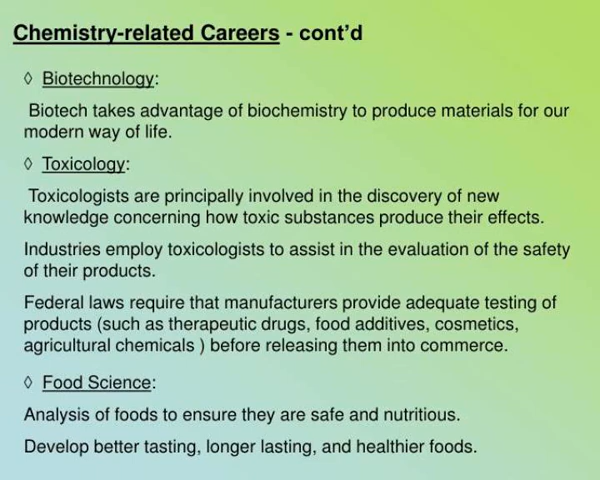 Chemistry-related Careers - cont’d
◊ Biotechnology:
Biotech takes advantage of biochemistry to produce materials for our
modern way of life.
◊ Toxicology:
Toxicologists are principally involved in the discovery of new
knowledge concerning how toxic substances produce their effects.
Industries employ toxicologists to assist in the evaluation of the safety
of their products.
Federal laws require that manufacturers provide adequate testing of
products (such as therapeutic drugs, food additives, cosmetics,
agricultural chemicals ) before releasing them into commerce.
◊ Food Science:
Analysis of foods to ensure they are safe and nutritious.
Develop better tasting, longer lasting, and healthier foods.